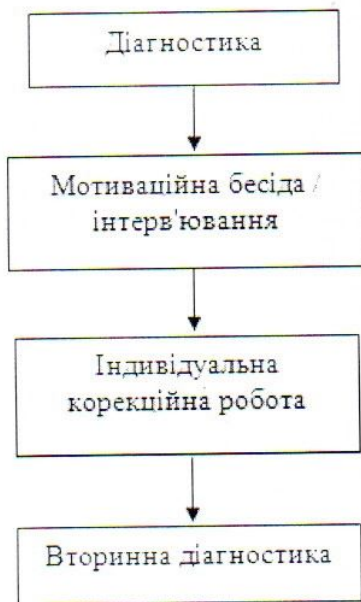 Діагностика
Мотиваційна бесіда /
інтерв'ювання
Індивідуальна
корекційна робота
Вторинна діагностика